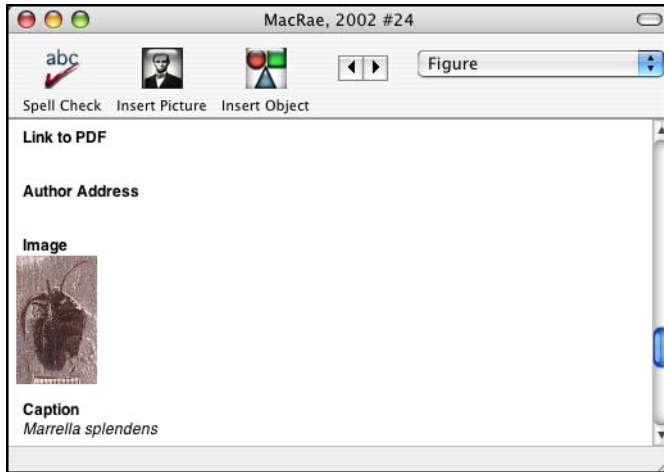 MacRae, 2002 #24
abc
Figure
Spell Check Insert Picture Insert Object
Link to PDF
Author Address
Image
Caption
Marrella splendens